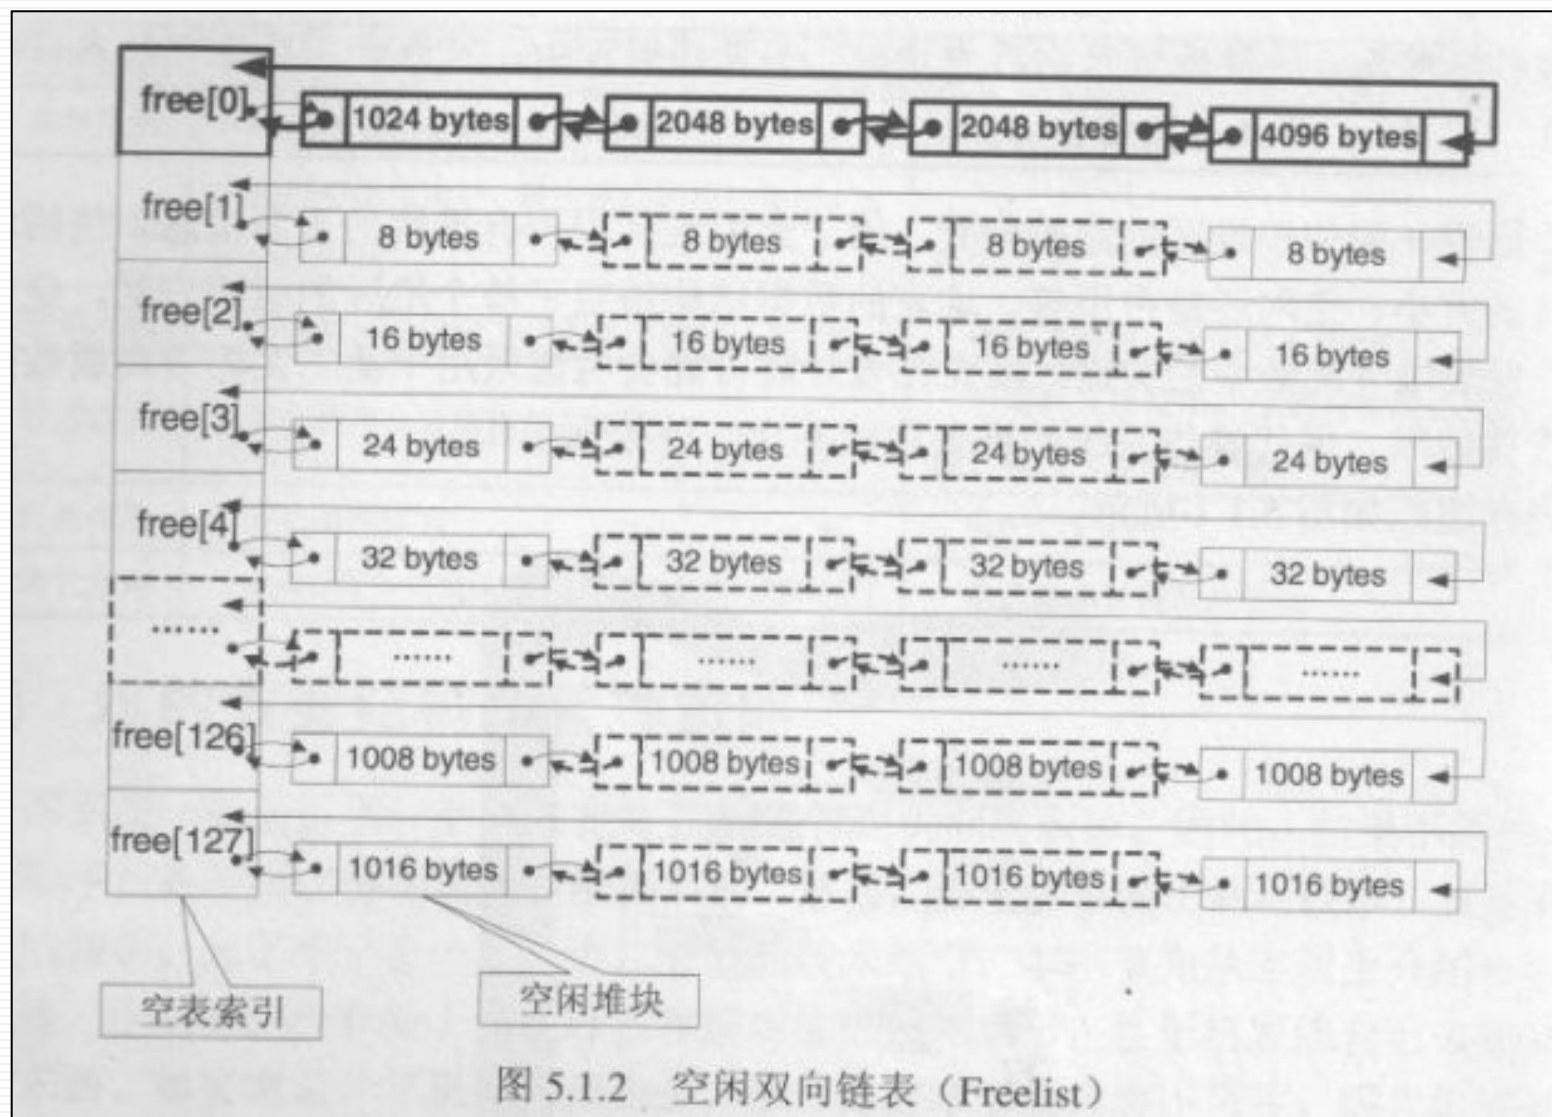 free[0] 1024 bytes 2048 bytes 2048 bytes 4096 bytes
free[1] 8 bytes 8 bytes 8 bytes 8 bytes
free[2] 16 bytes 16 bytes 16 bytes 16 bytes
free[3] 24 bytes 24 bytes 24 bytes 24 bytes
free[4] 32 bytes 32 bytes 32 bytes 32 bytes
…… …… …… …… ……
free[126] 1008 bytes 1008 bytes 1008 bytes 1008 bytes
free[127] 1016 bytes 1016 bytes 1016 bytes 1016 bytes
空表索引 空闲堆块
图 5.1.2 空闲双向链表（Freelist）